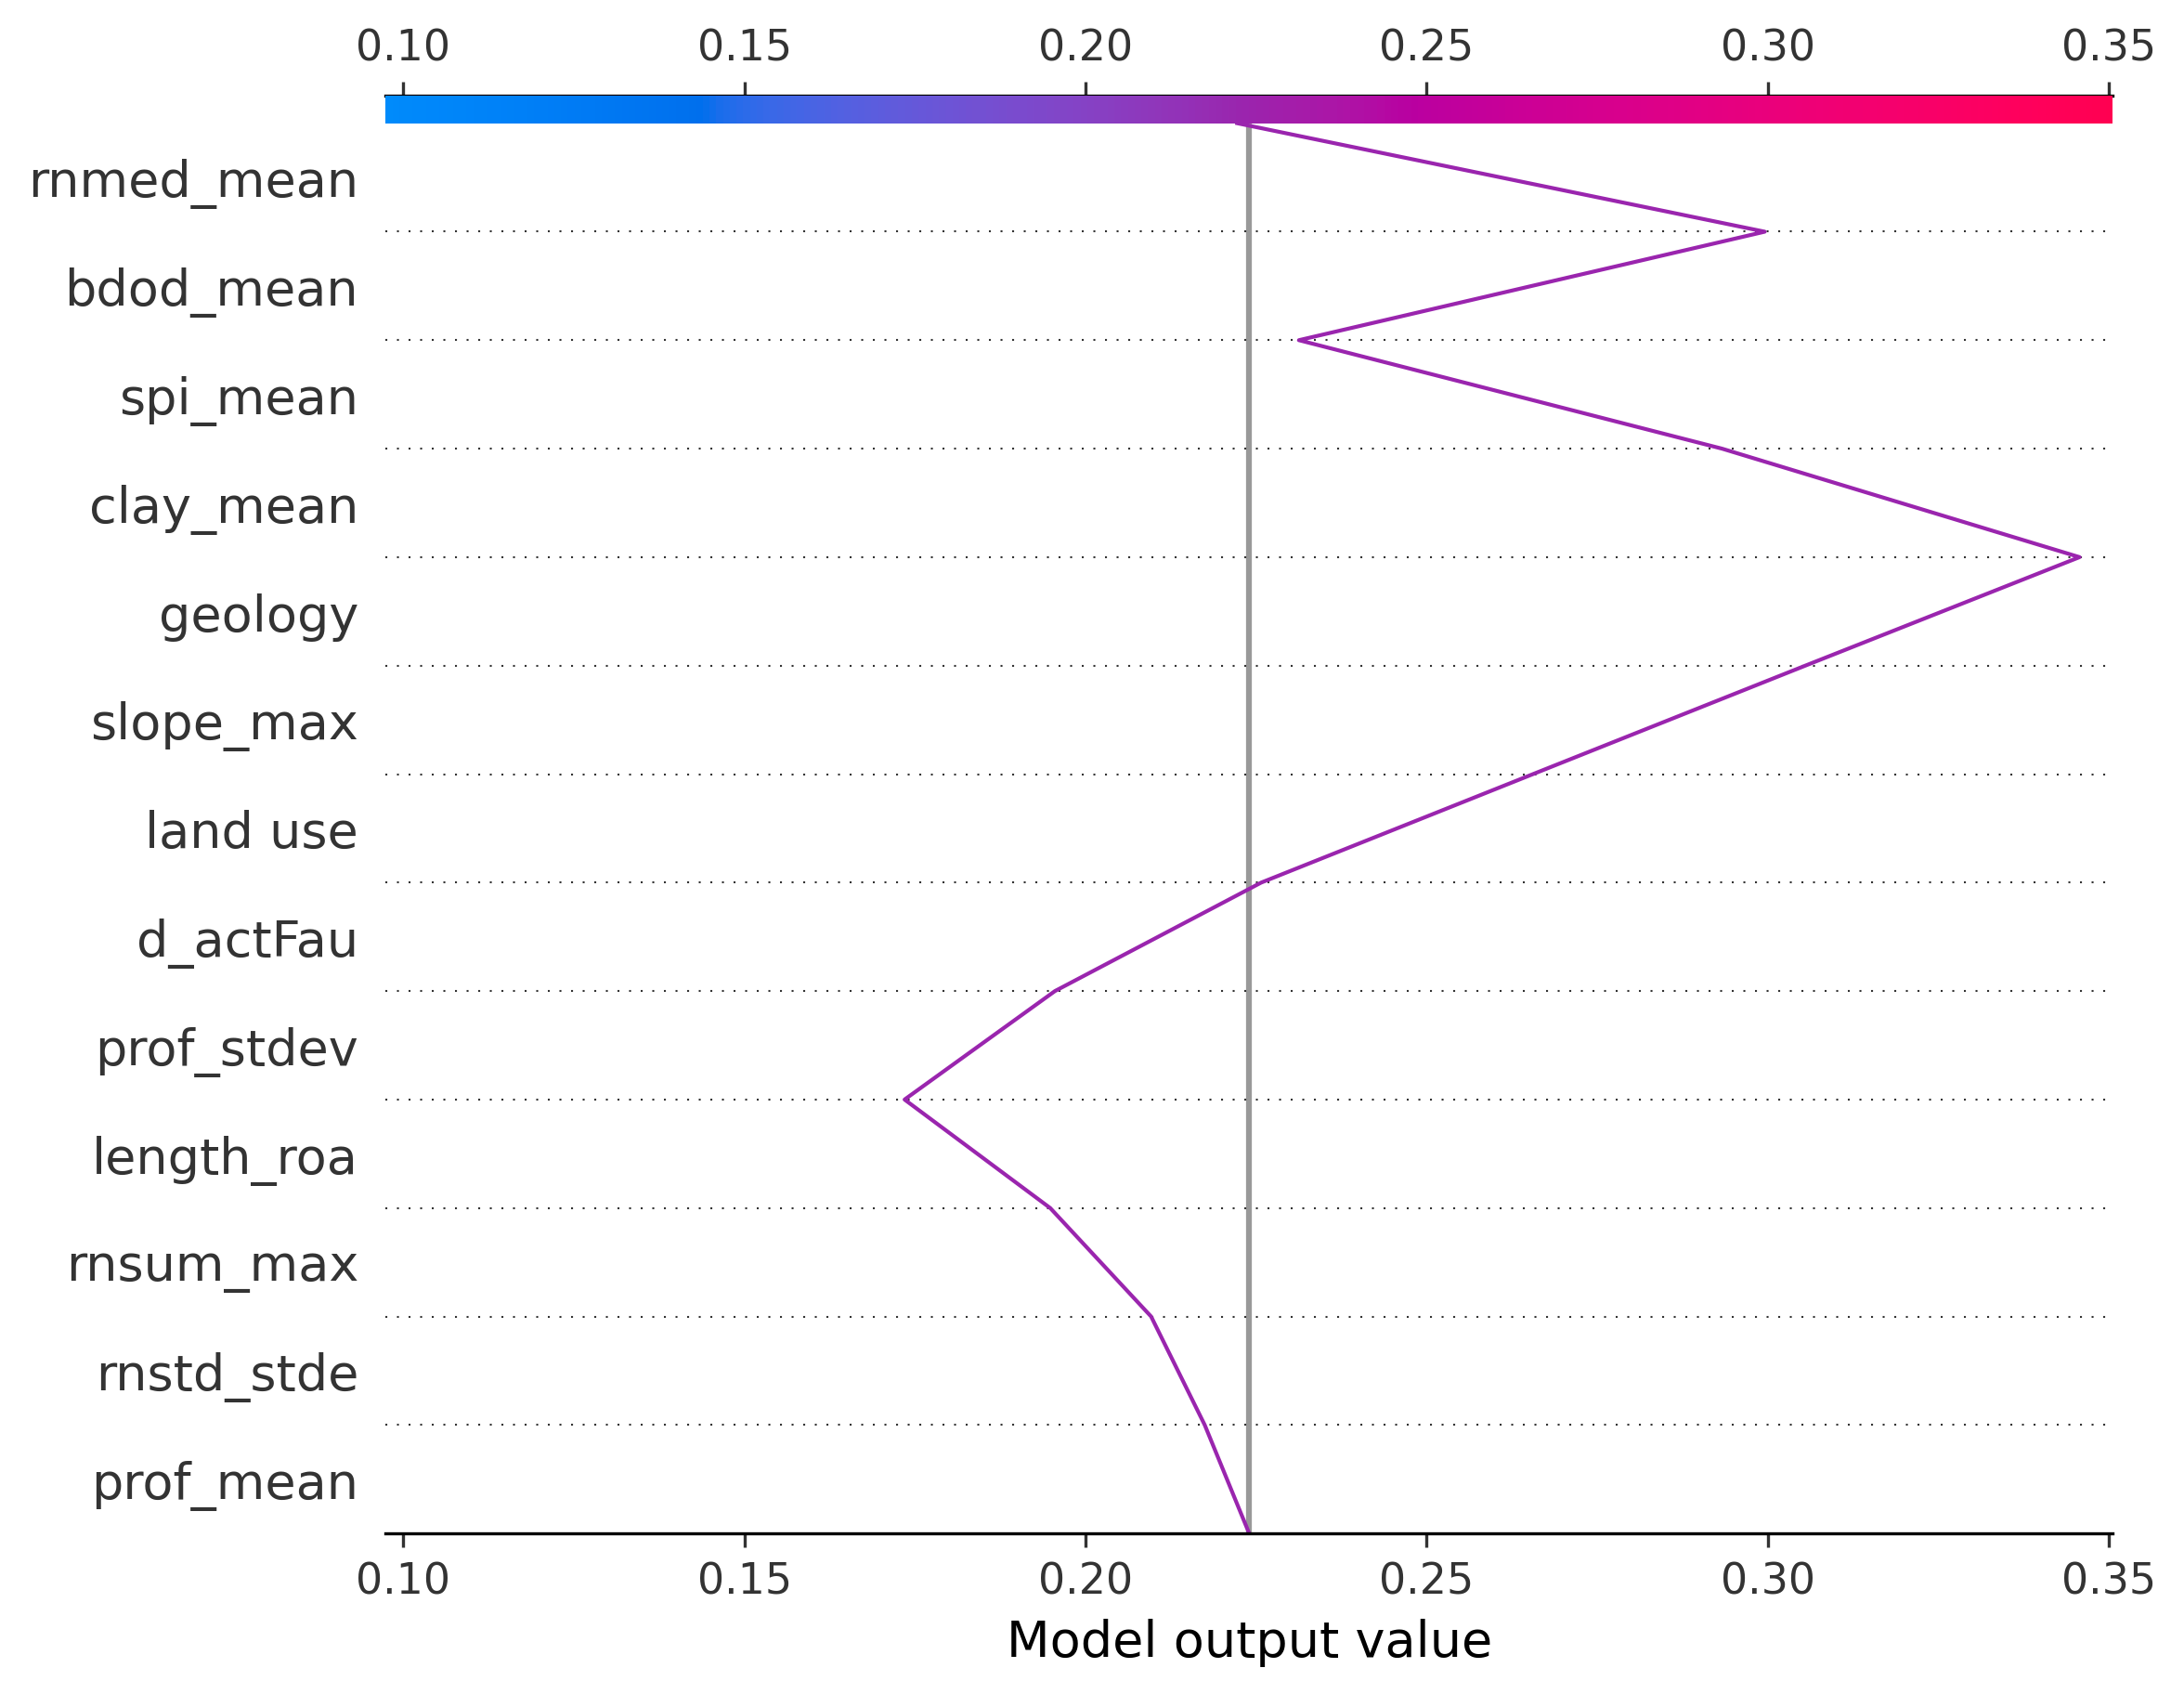 0.10 0.15 0.20 0.25 0.30 0.35
rnmed_mean
bdod_mean
spi_mean
clay_mean
geology
slope_max
land use
d_actFau
prof_stdev
length_roa
rnsum_max
rnstd_stde
prof_mean
0.10 0.15 0.20 0.25 0.30 0.35
Model output value